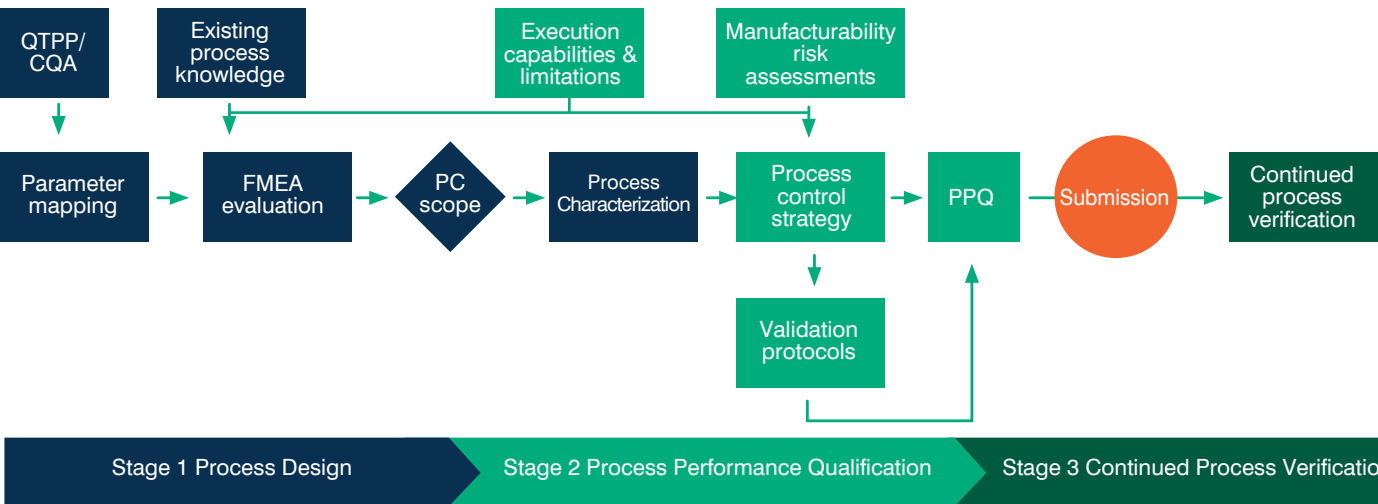 QTPP/
CQA
Existing
process
knowledge
Execution
capabilities &
limitations
Manufacturability
risk
assessments
Parameter
mapping
FMEA
evaluation
PC
scope
Process
Characterization
Process
control
strategy
PPQ
Submission
Continued
process
verification
Validation
protocols
Stage 1 Process Design
Stage 2 Process Performance Qualification
Stage 3 Continued Process Verificatio